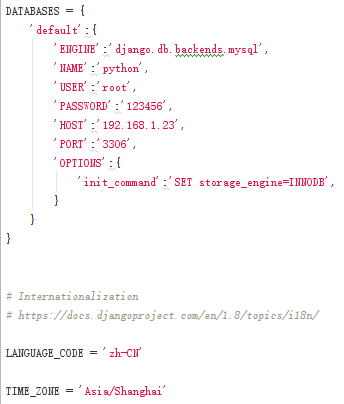 DATABASES = {
    'default':{
        'ENGINE':'django.db.backends.mysql',
        'NAME':'python',
        'USER':'root',
        'PASSWORD':'123456',
        'HOST':'192.168.1.23',
        'PORT':'3306',
        'OPTIONS':{
            'init_command':'SET storage_engine=INNODB',
        }
    }
}
# Internationalization
# https://docs.djangoproject.com/en/1.8/topics/i18n/
LANGUAGE_CODE = 'zh-CN'
TIME_ZONE = 'Asia/Shanghai'